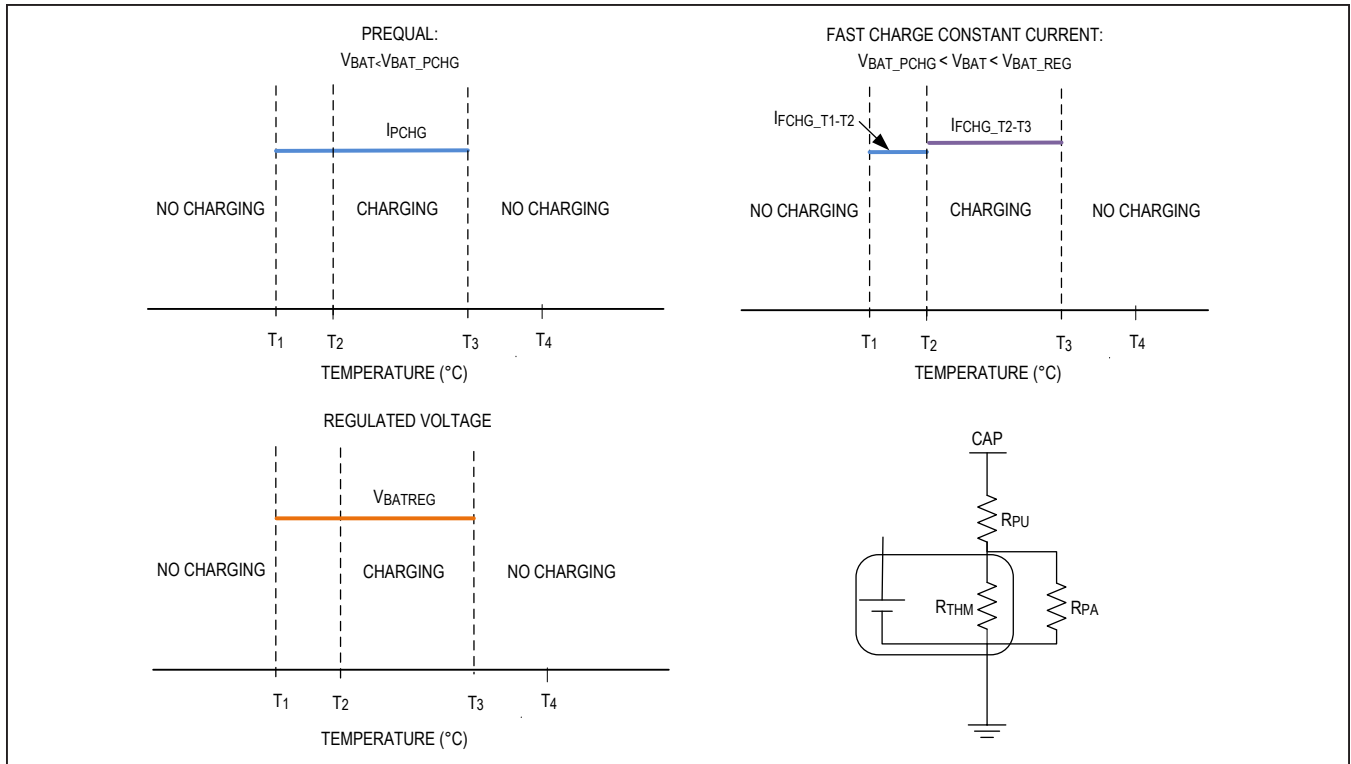 PREQUAL:
VBAT<VBAT_PCHG
IPCHG
NO CHARGING
CHARGING
NO CHARGING
T1
T2
T3
T4
TEMPERATURE (°C)
FAST CHARGE CONSTANT CURRENT:
VBAT_PCHG < VBAT < VBAT_REG
IFCHG_T1-T2
IFCHG_T2-T3
NO CHARGING
CHARGING
NO CHARGING
T1
T2
T3
T4
TEMPERATURE (°C)
REGULATED VOLTAGE
VBATREG
NO CHARGING
CHARGING
NO CHARGING
T1
T2
T3
T4
TEMPERATURE (°C)
CAP
RPU
RTHM
RPA